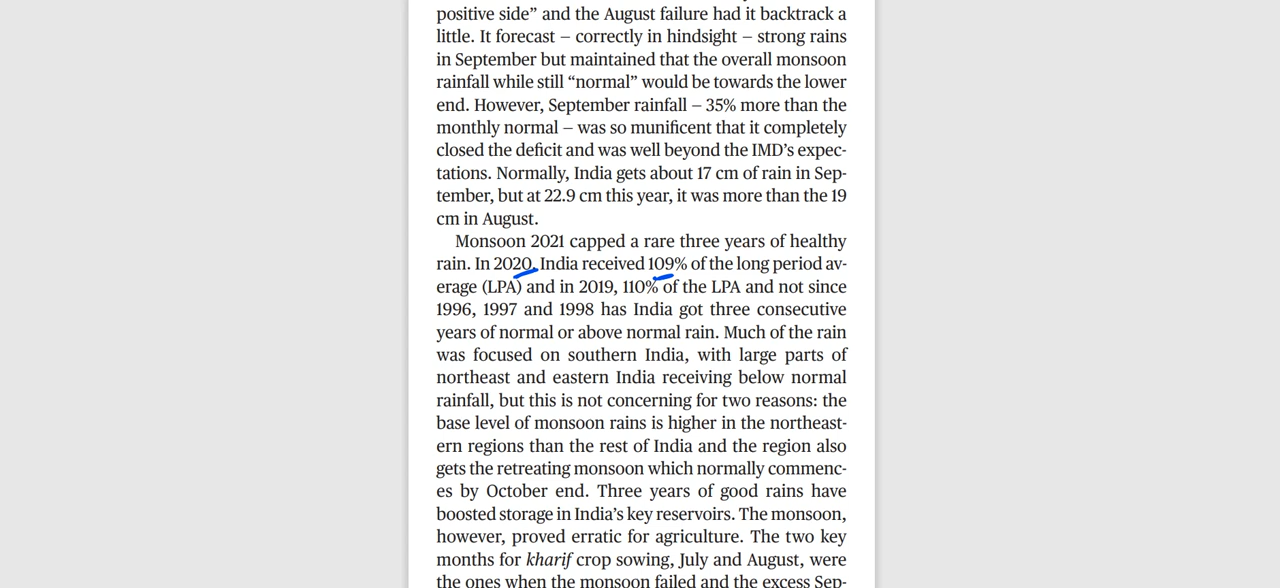 positive side” and the August failure had it backtrack a
little. It forecast – correctly in hindsight – strong rains
in September but maintained that the overall monsoon
rainfall while still “normal” would be towards the lower
end. However, September rainfall – 35% more than the
monthly normal – was so munificent that it completely
closed the deficit and was well beyond the IMD’s expec-
tations. Normally, India gets about 17 cm of rain in Sep-
tember, but at 22.9 cm this year, it was more than the 19
cm in August.
Monsoon 2021 capped a rare three years of healthy
rain. In 2020, India received 109% of the long period av-
erage (LPA) and in 2019, 110% of the LPA and not since
1996, 1997 and 1998 has India got three consecutive
years of normal or above normal rain. Much of the rain
was focused on southern India, with large parts of
northeast and eastern India receiving below normal
rainfall, but this is not concerning for two reasons: the
base level of monsoon rains is higher in the northeast-
ern regions than the rest of India and the region also
gets the retreating monsoon which normally commenc-
es by October end. Three years of good rains have
boosted storage in India’s key reservoirs. The monsoon,
however, proved erratic for agriculture. The two key
months for kharif crop sowing, July and August, were
the ones when the monsoon failed and the excess Sep-